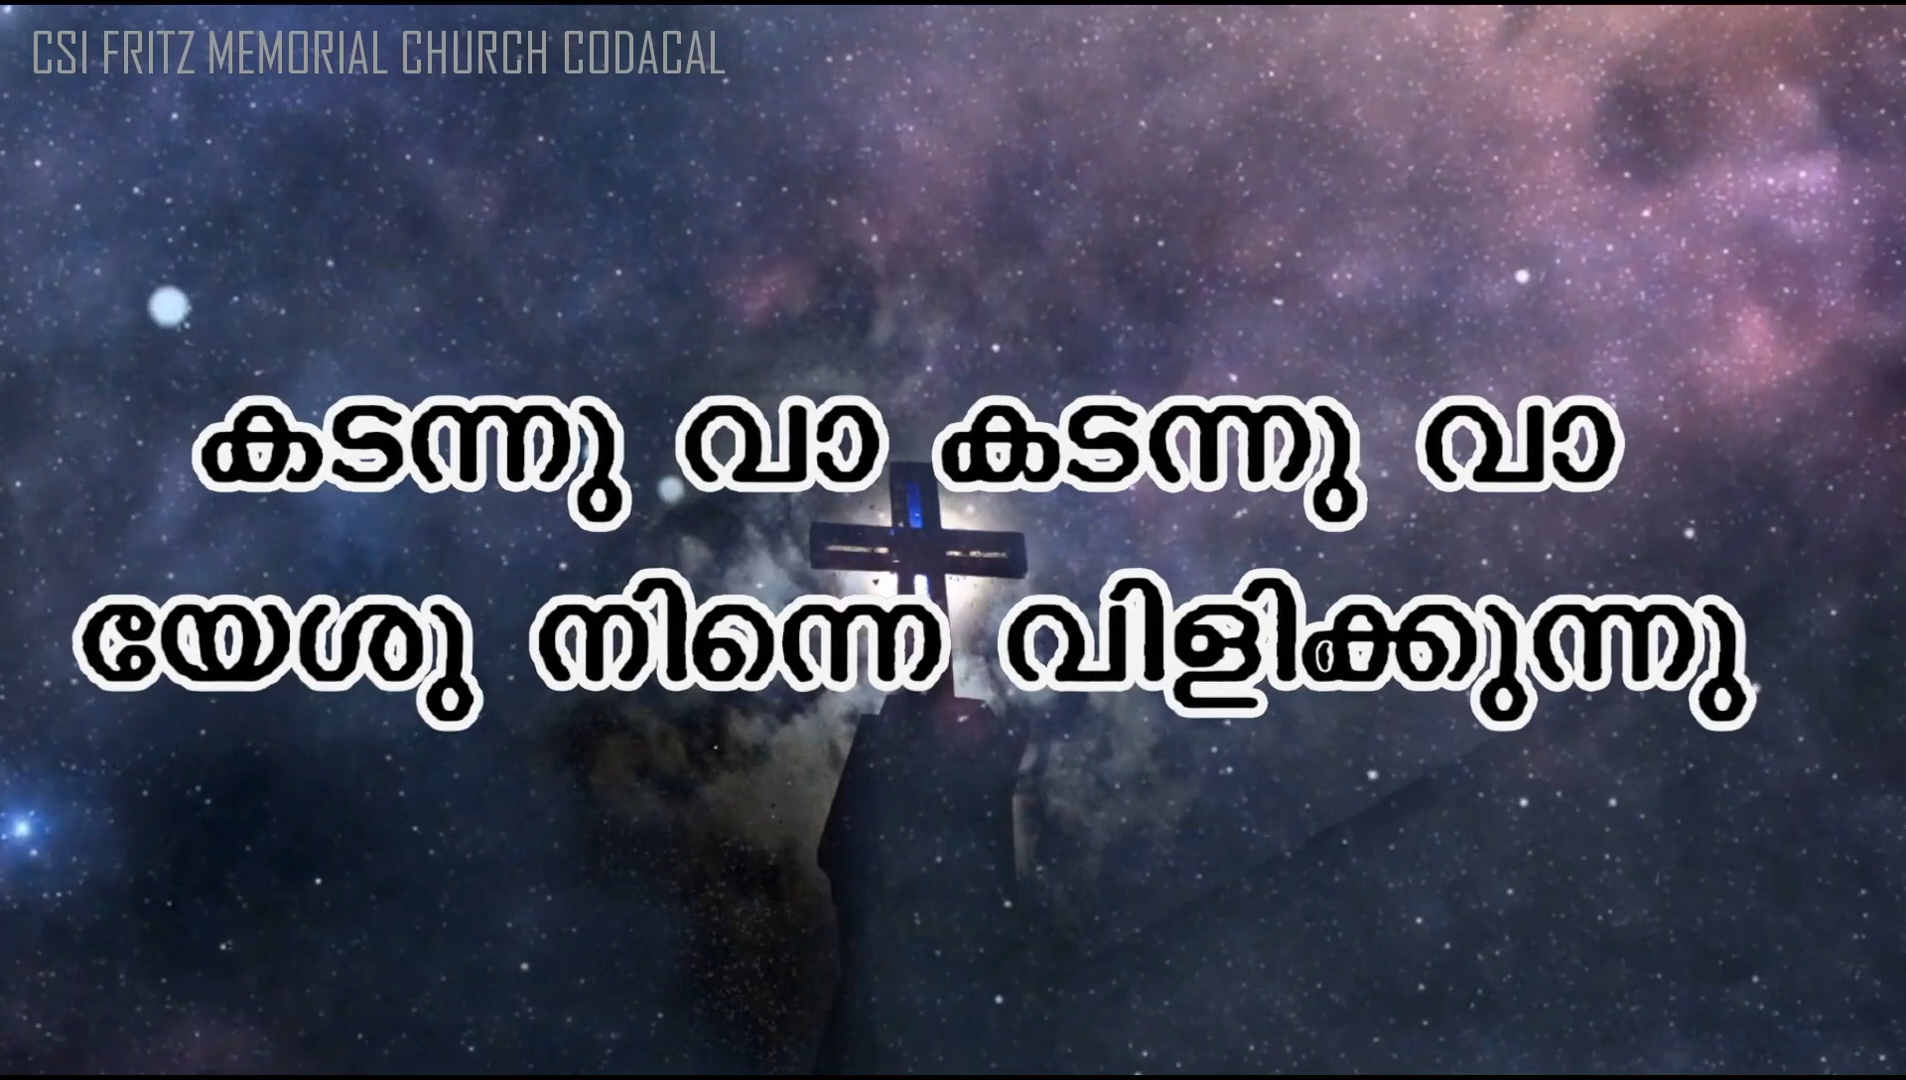 CSI FRITZ MEMORIAL CHURCH CODACAL
കടന്നു വാ കടന്നു വാ
യേശു നിന്നെ വിളിക്കുന്നു